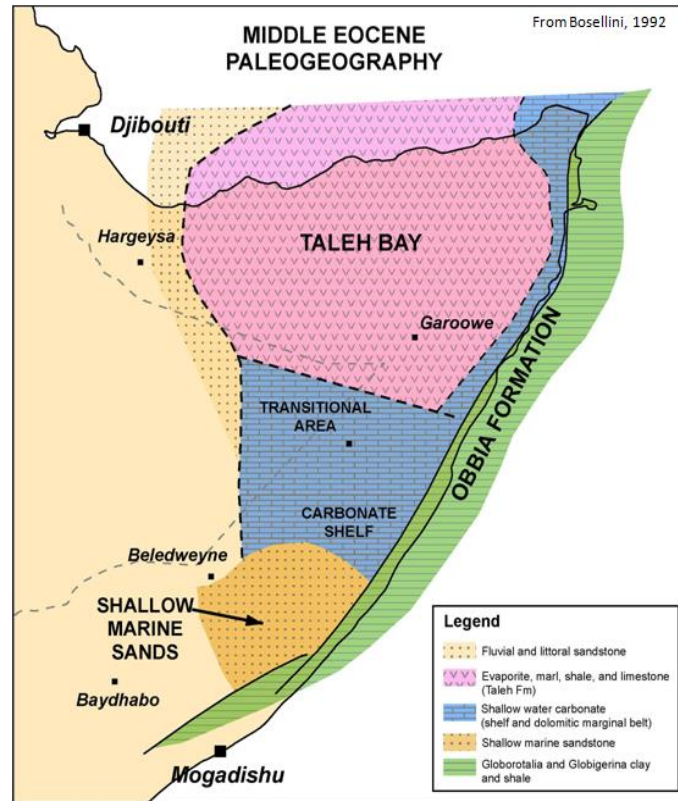 From Bosellini, 1992
MIDDLE EOCENE
PALEOGEOGRAPHY
Djibouti
Hargeysa
TALEH BAY
Garoowe
OBBIA FORMATION
TRANSITIONAL
AREA
CARBONATE
SHELF
Beledweyne
SHALLOW
MARINE
SANDS
Baydhabo
Mogadishu
Legend
Fluvial and littoral sandstone
Evaporite, marl, shale, and limestone
(Taleh Fm)
Shallow water carbonate
(shelf and dolomitic marginal belt)
Shallow marine sandstone
Globorotalia and Globigerina clay
and shale